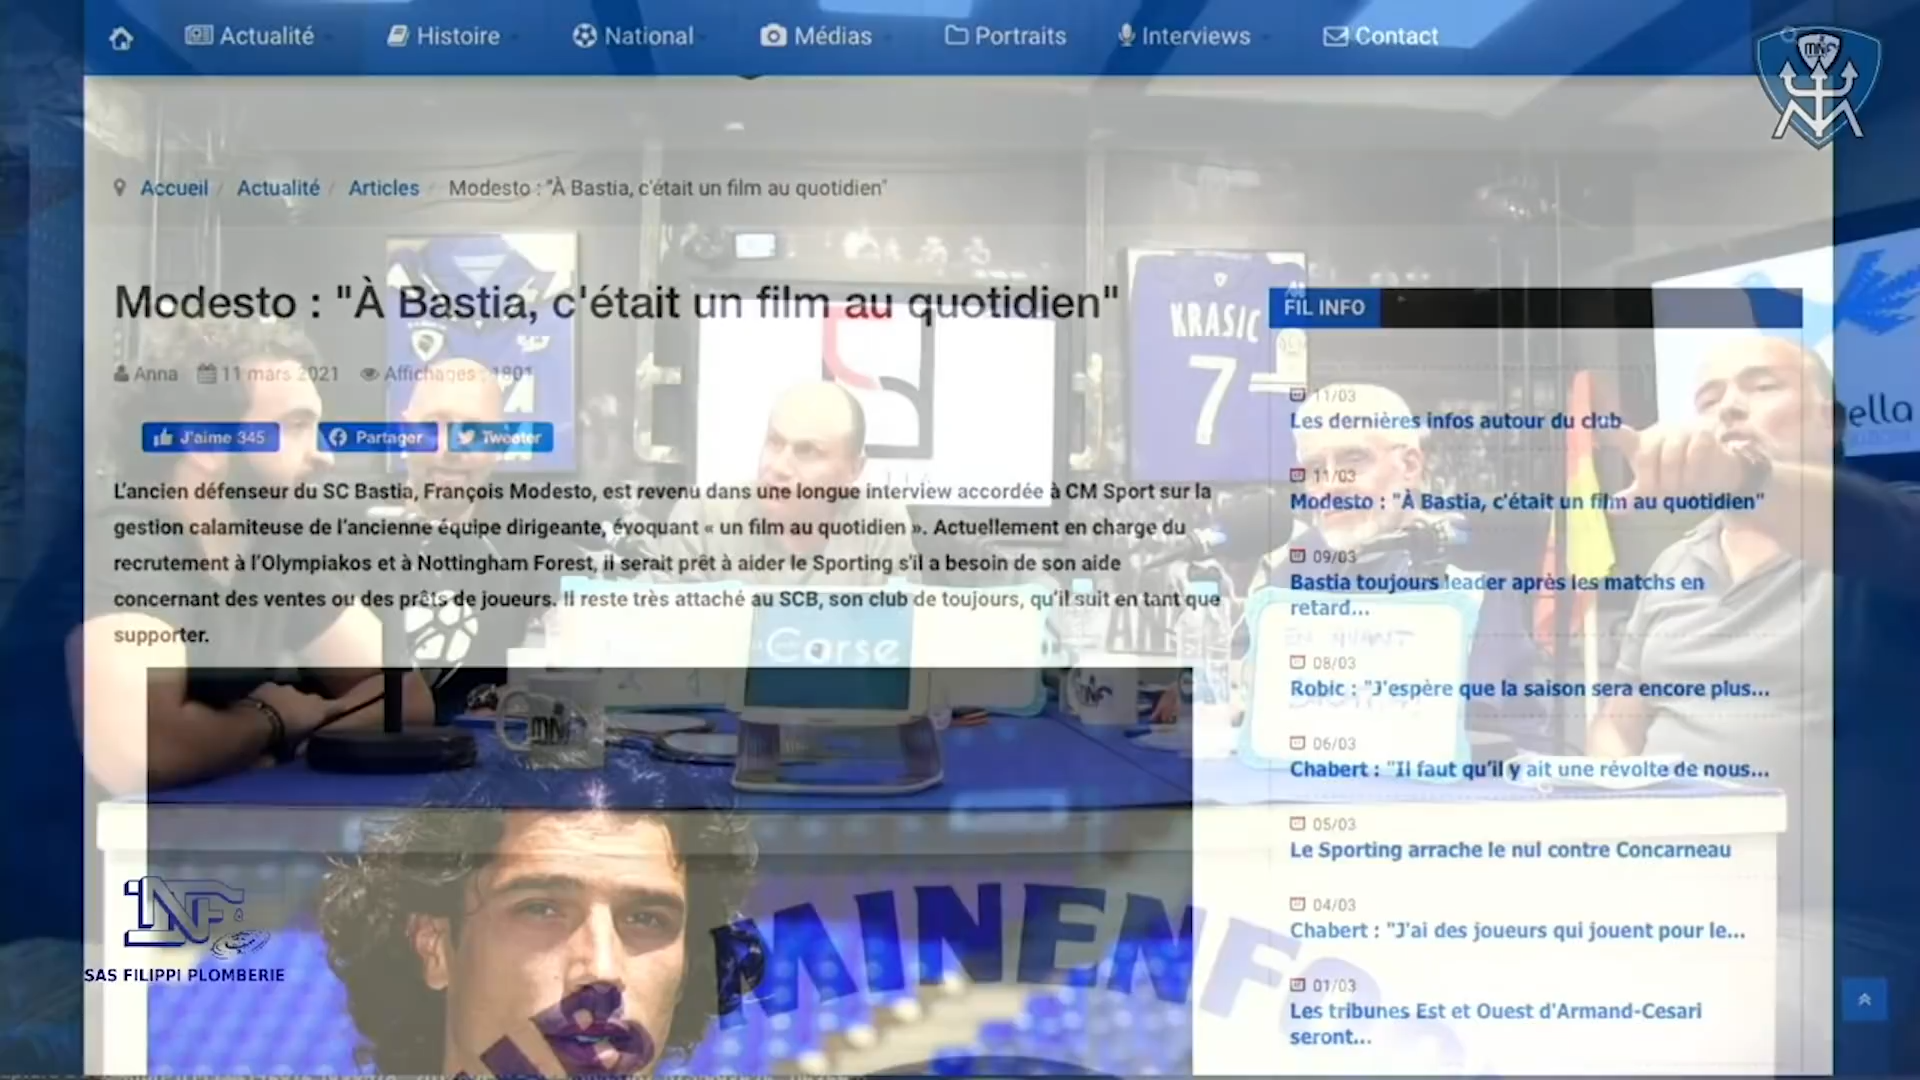 Actualité
Histoire
National
Médias
Portraits
Interviews
Contact
Accueil / Actualité / Articles / Modesto : "À Bastia, c'était un film au quotidien"
Modesto : "À Bastia, c'était un film au quotidien"
Anna 11 mars 2021 Affichages : 1801
J'aime 345 Partager Tweeter
L'ancien défenseur du SC Bastia, François Modesto, est revenu dans une longue interview accordée à CM Sport sur la
gestion calamiteuse de l'ancienne équipe dirigeante, évoquant « un film au quotidien ». Actuellement en charge du
recrutement à l'Olympiakos et à Nottingham Forest, il serait prêt à aider le Sporting s'il a besoin de son aide
concernant des ventes ou des prêts de joueurs. Il reste très attaché au SCB, son club de toujours, qu'il suit en tant que
supporter.
FIL INFO
11/03
Les dernières infos autour du club
11/03
Modesto : "À Bastia, c'était un film au quotidien"
09/03
Bastia toujours leader après les matchs en
retard...
08/03
Robic : "J'espère que la saison sera encore plus...
06/03
Chabert : "Il faut qu'il y ait une révolte de nous...
05/03
Le Sporting arrache le nul contre Concarneau
04/03
Chabert : "J'ai des joueurs qui jouent pour le...
01/03
Les tribunes Est et Ouest d'Armand-Cesari
seront...
KRASIC
7
ella
Corse
EN AVANT
MINENFO
SAS FILIPPI PLOMBERIE